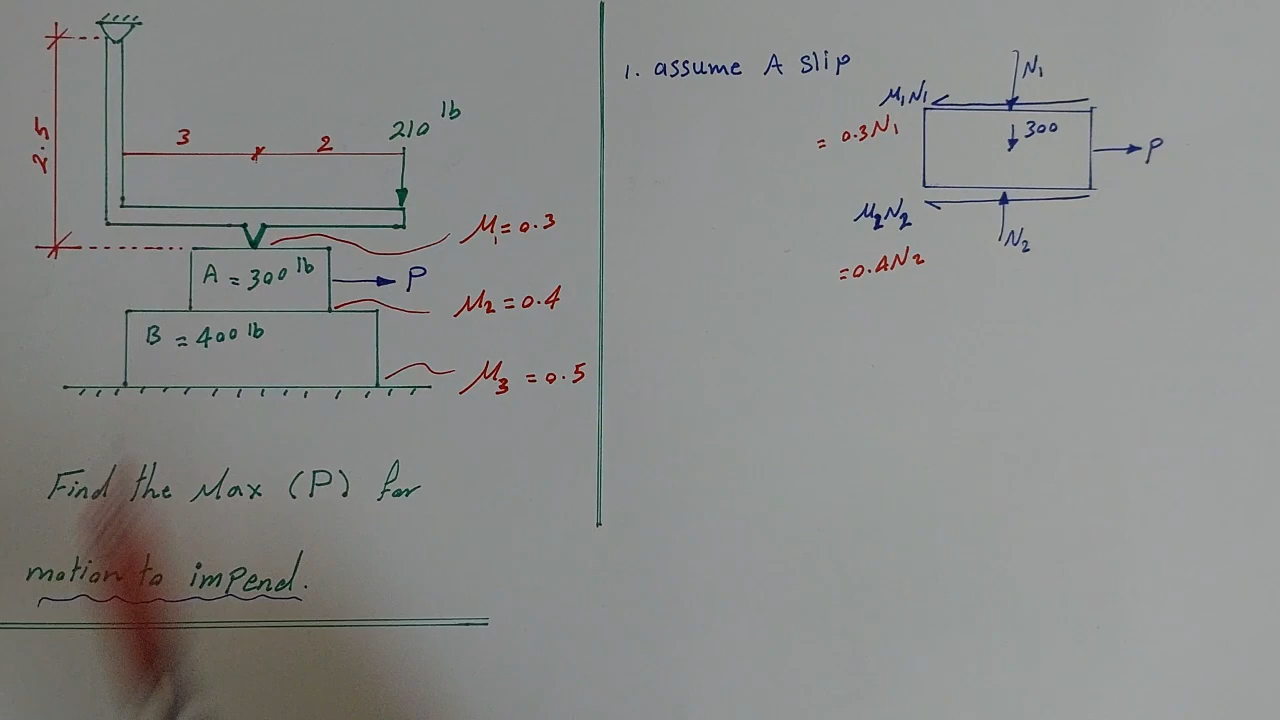 2.5
3
2
210 lb
μ₁ = 0.3
A = 300 lb
P
μ₂ = 0.4
B = 400 lb
μ₃ = 0.5
Find the Max (P) for
motion to impend.
1. assume A slip
N₁
μ₁N₁
= 0.3N₁
300
P
μ₂N₂
= 0.4N₂
N₂